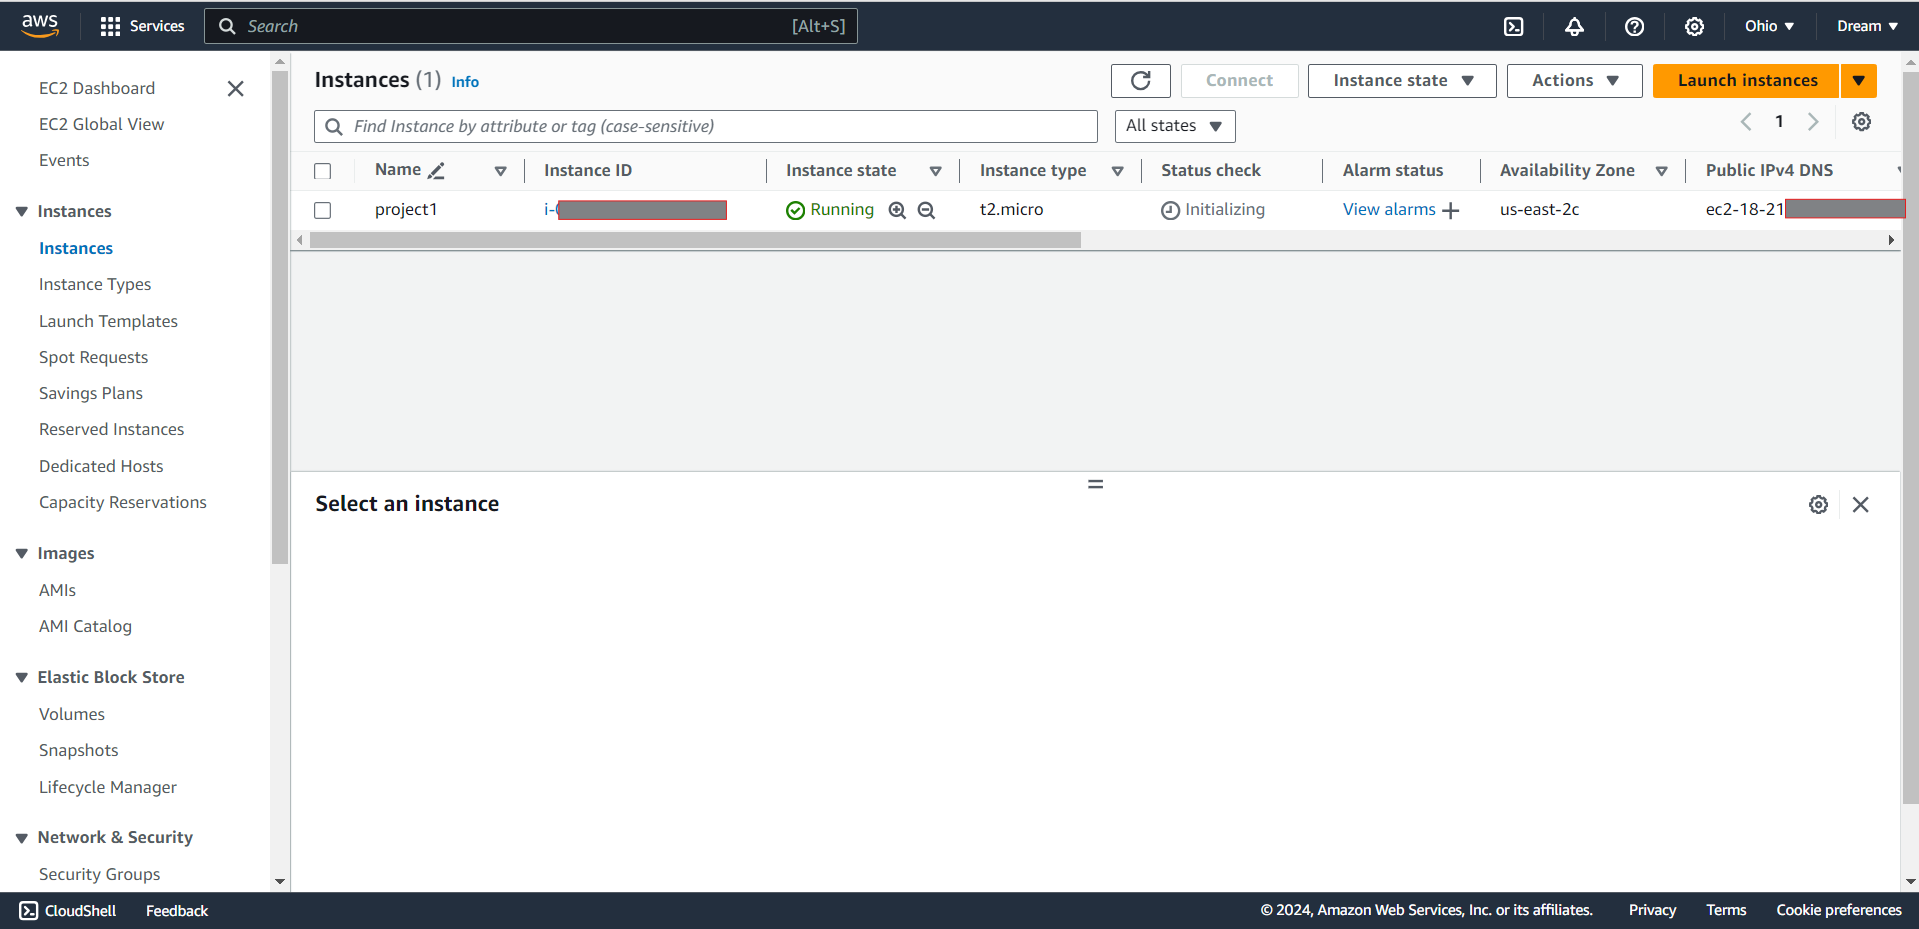 aws Services Search [Alt+S] Ohio Dream
EC2 Dashboard
EC2 Global View
Events
Instances
Instances
Instance Types
Launch Templates
Spot Requests
Savings Plans
Reserved Instances
Dedicated Hosts
Capacity Reservations
Images
AMIs
AMI Catalog
Elastic Block Store
Volumes
Snapshots
Lifecycle Manager
Network & Security
Security Groups
Instances (1) Info Connect Instance state Actions Launch instances
Find Instance by attribute or tag (case-sensitive) All states 1
Name Instance ID Instance state Instance type Status check Alarm status Availability Zone Public IPv4 DNS
project1 i- Running t2.micro Initializing View alarms us-east-2c ec2-18-21
Select an instance
CloudShell Feedback © 2024, Amazon Web Services, Inc. or its affiliates. Privacy Terms Cookie preferences